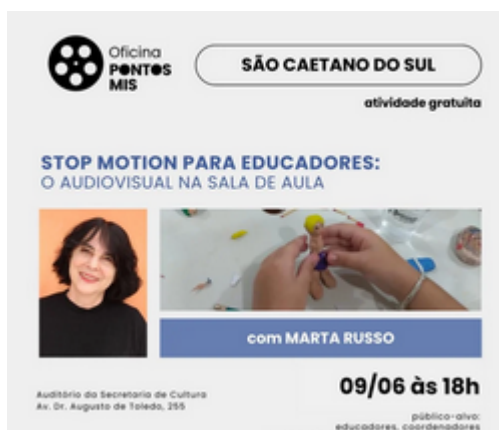 Oficina
PONTOS
MIS
SÃO CAETANO DO SUL
atividade gratuita
STOP MOTION PARA EDUCADORES:
O AUDIOVISUAL NA SALA DE AULA
com MARTA RUSSO
09/06 às 18h
Auditório da Secretaria de Cultura
Av. Dr. Augusto de Toledo, 255
público-alvo:
educadores, coordenadores